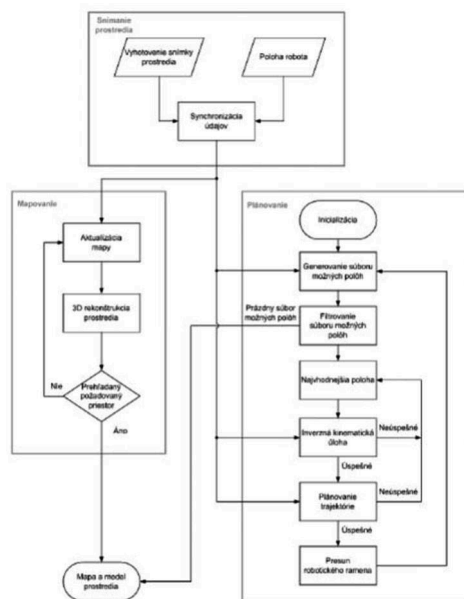 Snímanie
prostredia
Vyhotovenie snímky
prostredia
Poloha robota
Synchronizácia
údajov
Mapovanie
Aktualizácia
mapy
3D rekonštrukcia
prostredia
Nie
Prehľadaný
požadovaný
priestor
Áno
Mapa a model
prostredia
Plánovanie
Inicializácia
Generovanie súboru
možných polôh
Prázdny súbor
možných polôh
Filtrovanie
súboru možných
polôh
Najvhodnejšia poloha
Inverzná kinematická
úloha
Neúspešné
Úspešné
Plánovanie
trajektórie
Neúspešné
Úspešné
Presun
robotického ramena